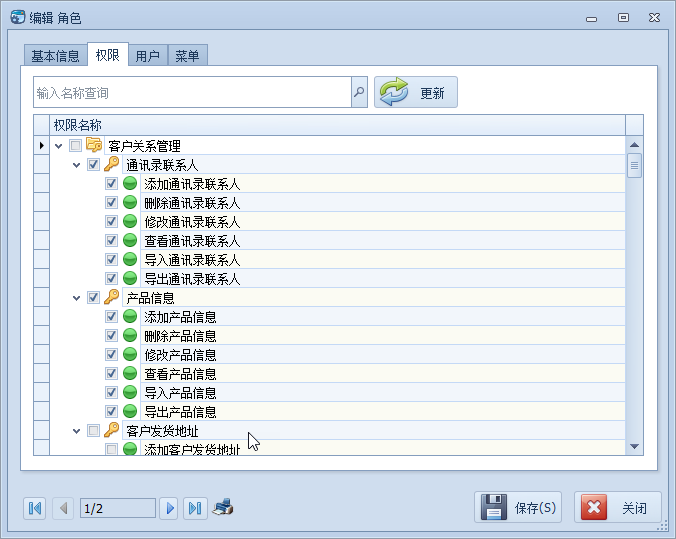 编辑 角色
基本信息 权限 用户 菜单
输入名称查询 更新
权限名称
客户关系管理
通讯录联系人
添加通讯录联系人
删除通讯录联系人
修改通讯录联系人
查看通讯录联系人
导入通讯录联系人
导出通讯录联系人
产品信息
添加产品信息
删除产品信息
修改产品信息
查看产品信息
导入产品信息
导出产品信息
客户发货地址
添加客户发货地址
1/2 保存(S) 关闭